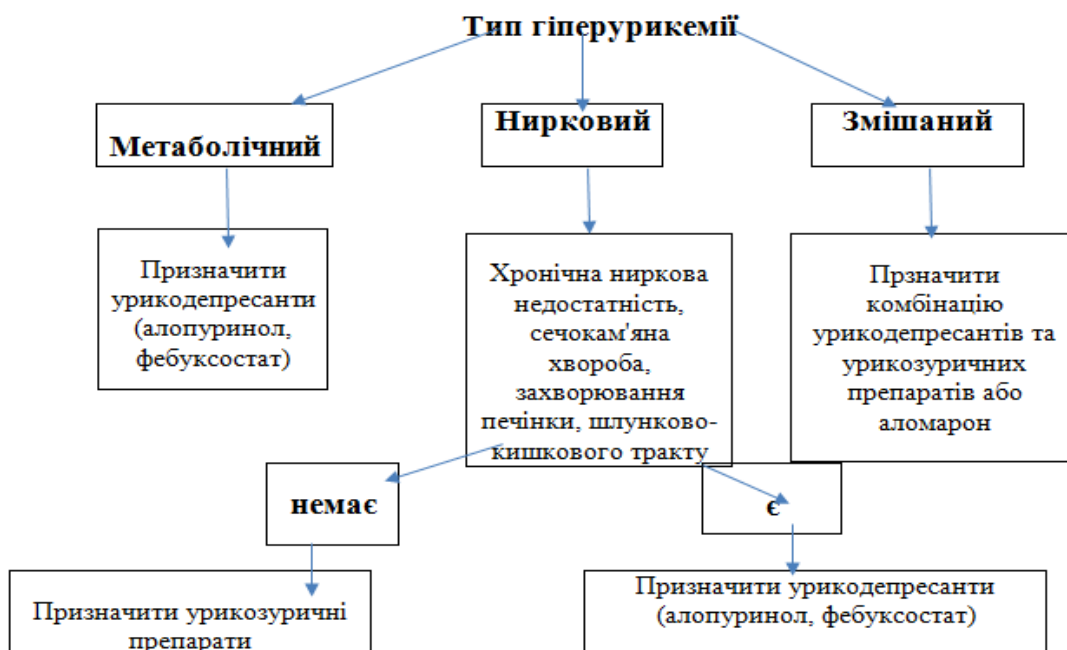 Тип гіперурикемії
Метаболічний
Нирковий
Змішаний
Призначити
урикодепресанти
(алопуринол,
фебуксостат)
Хронічна ниркова
недостатність,
сечокам'яна
хвороба,
захворювання
печінки, шлунково-
кишкового тракту
Прзначити
комбінацію
урикодепресантів та
урикозуричних
препаратів або
аломарон
немає
є
Призначити урикозуричні
препарати
Призначити урикодепресанти
(алопуринол, фебуксостат)